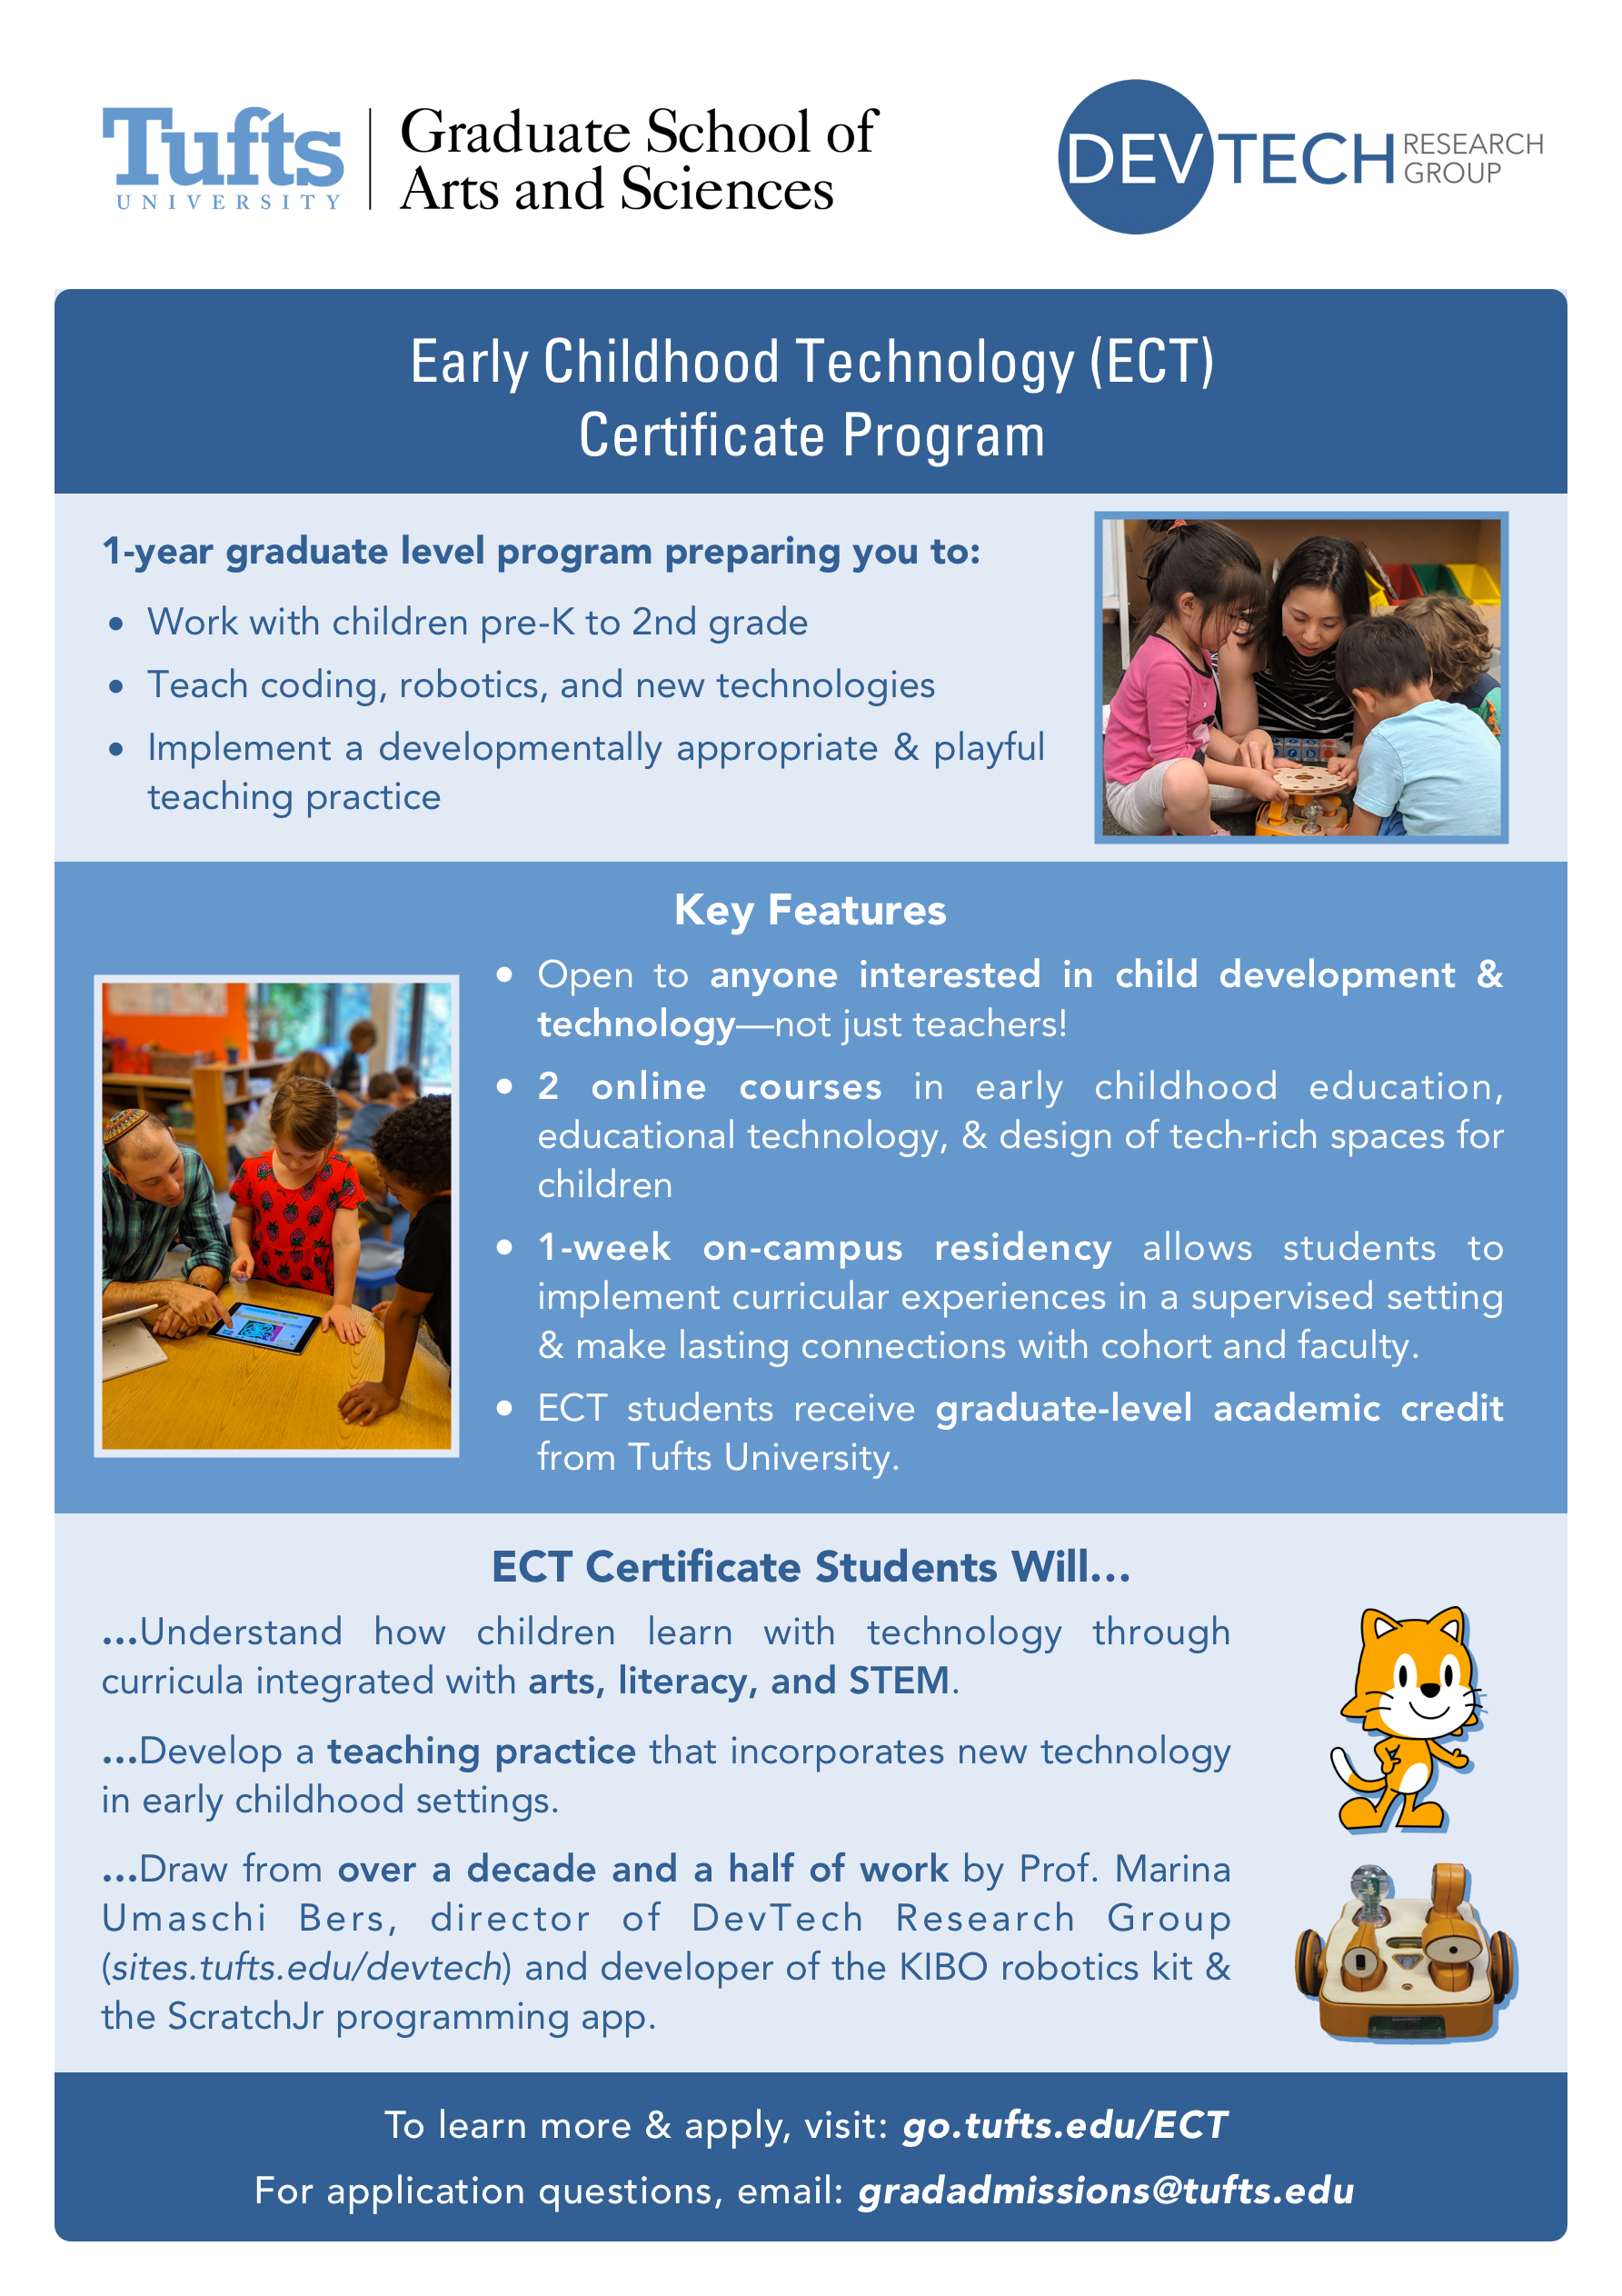 Tufts
UNIVERSITY
Graduate School of
Arts and Sciences
DEVTECH
RESEARCH
GROUP
Early Childhood Technology (ECT)
Certificate Program
1-year graduate level program preparing you to:
• Work with children pre-K to 2nd grade
• Teach coding, robotics, and new technologies
• Implement a developmentally appropriate & playful
teaching practice
Key Features
• Open to anyone interested in child development &
technology—not just teachers!
• 2 online courses in early childhood education,
educational technology, & design of tech-rich spaces for
children
• 1-week on-campus residency allows students to
implement curricular experiences in a supervised setting
& make lasting connections with cohort and faculty.
• ECT students receive graduate-level academic credit
from Tufts University.
ECT Certificate Students Will...
...Understand how children learn with technology through
curricula integrated with arts, literacy, and STEM.
...Develop a teaching practice that incorporates new technology
in early childhood settings.
...Draw from over a decade and a half of work by Prof. Marina
Umaschi Bers, director of DevTech Research Group
(sites.tufts.edu/devtech) and developer of the KIBO robotics kit &
the ScratchJr programming app.
To learn more & apply, visit: go.tufts.edu/ECT
For application questions, email: gradadmissions@tufts.edu